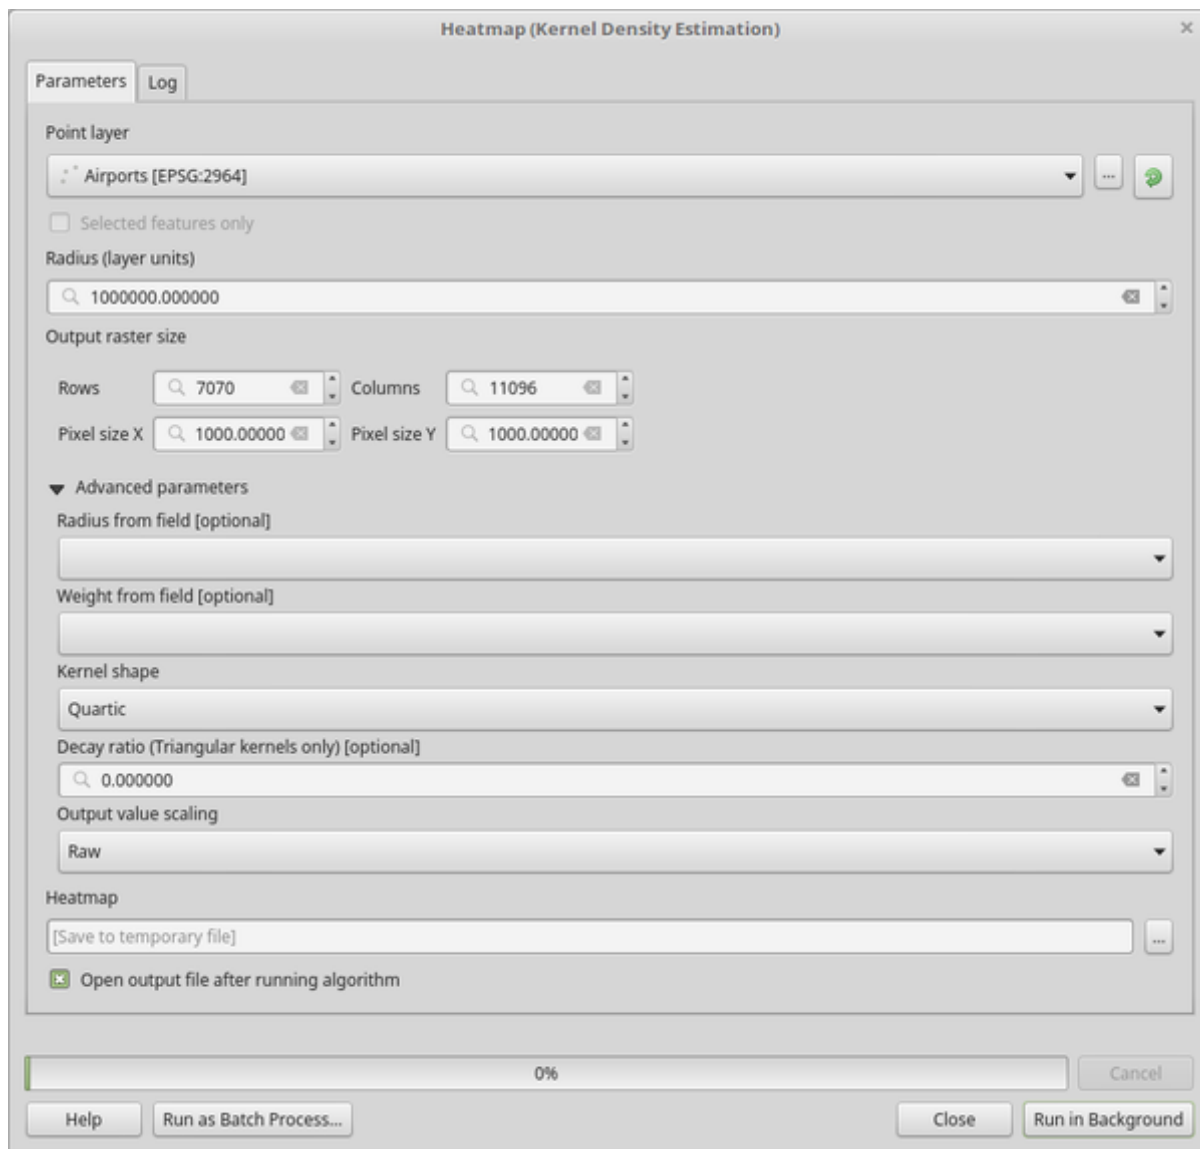 Heatmap (Kernel Density Estimation)
Parameters Log
Point layer
Airports [EPSG:2964] ...
Selected features only
Radius (layer units)
1000000.000000
Output raster size
Rows 7070 Columns 11096
Pixel size X 1000.00000 Pixel size Y 1000.00000
Advanced parameters
Radius from field [optional]
Weight from field [optional]
Kernel shape
Quartic
Decay ratio (Triangular kernels only) [optional]
0.000000
Output value scaling
Raw
Heatmap
[Save to temporary file] ...
Open output file after running algorithm
0% Cancel
Help Run as Batch Process... Close Run in Background